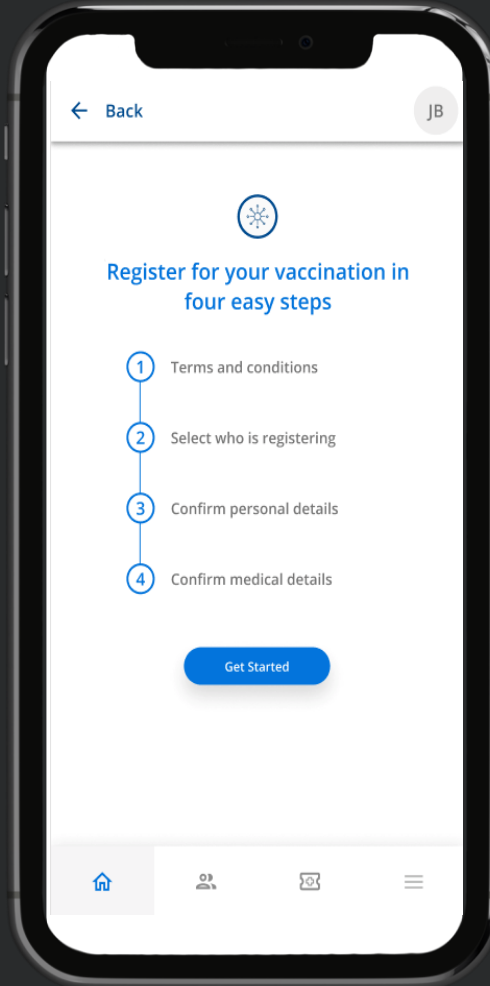 Back
JB
Register for your vaccination in
four easy steps
1 Terms and conditions
2 Select who is registering
3 Confirm personal details
4 Confirm medical details
Get Started